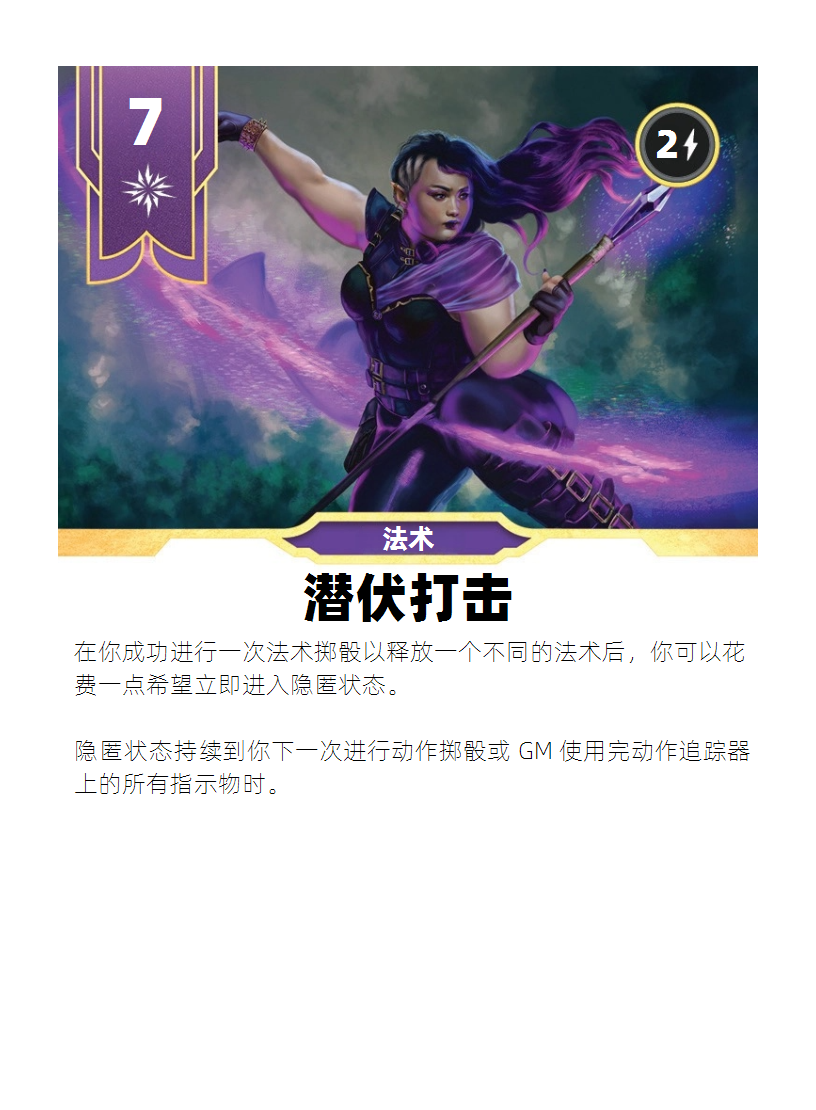 7
2
法术
潜伏打击
在你成功进行一次法术掷骰以释放一个不同的法术后，你可以花
费一点希望立即进入隐匿状态。
隐匿状态持续到你下一次进行动作掷骰或 GM 使用完动作追踪器
上的所有指示物时。